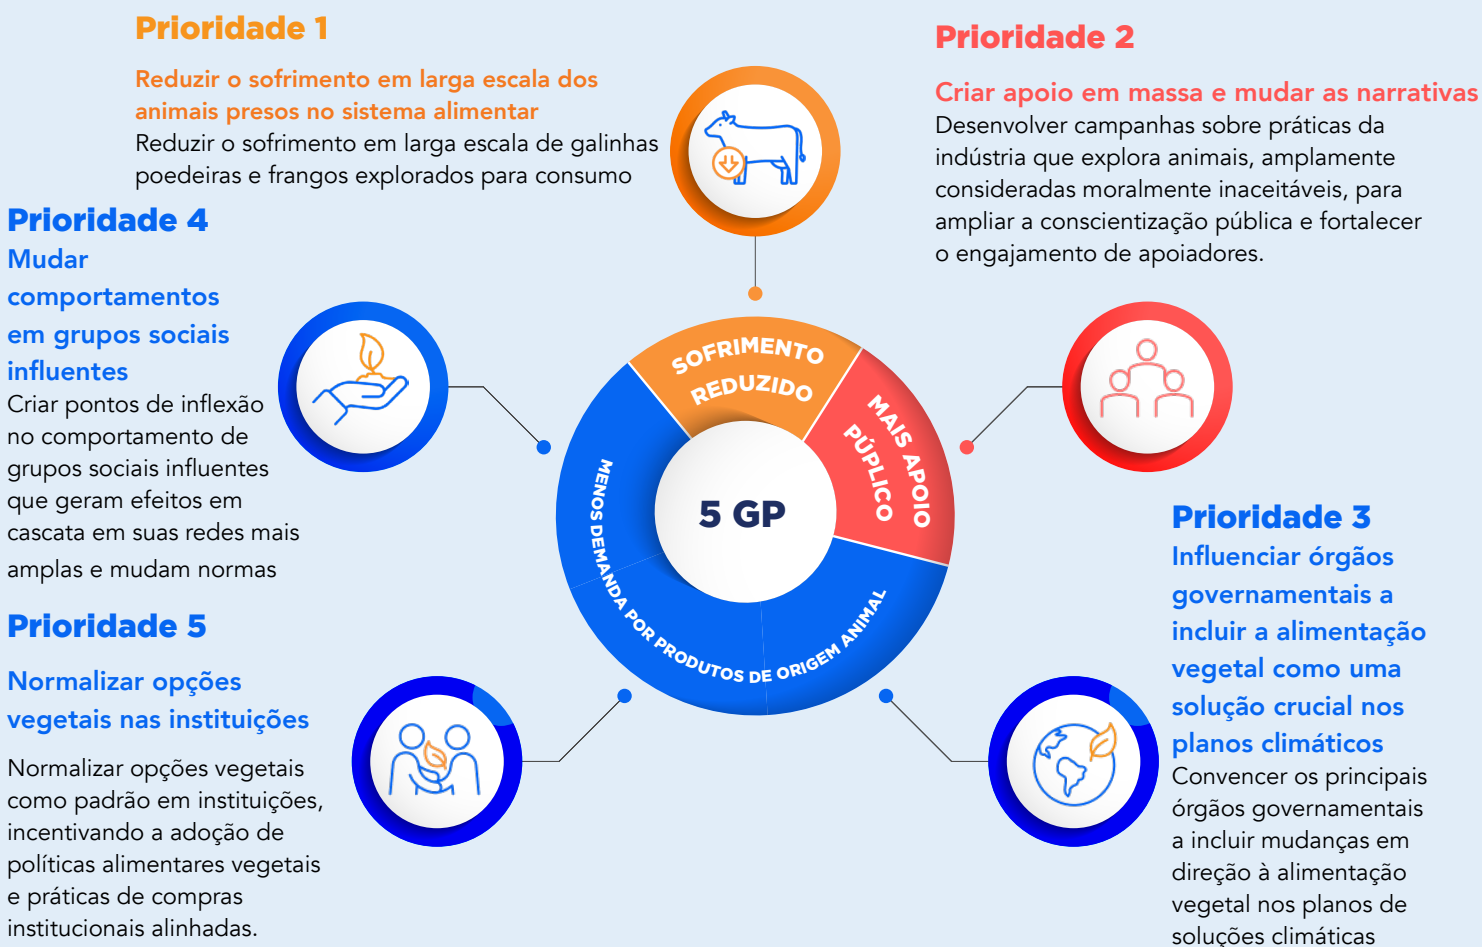 Prioridade 1
Reduzir o sofrimento em larga escala dos
animais presos no sistema alimentar
Reduzir o sofrimento em larga escala de galinhas
poedeiras e frangos explorados para consumo
Prioridade 2
Criar apoio em massa e mudar as narrativas
Desenvolver campanhas sobre práticas da
indústria que explora animais, amplamente
consideradas moralmente inaceitáveis, para
ampliar a conscientização pública e fortalecer
o engajamento de apoiadores.
Prioridade 4
Mudar
comportamentos
em grupos sociais
influentes
Criar pontos de inflexão
no comportamento de
grupos sociais influentes
que geram efeitos em
cascata em suas redes mais
amplas e mudam normas
SOFRIMENTO
REDUZIDO
MAIS APOIO
PÚPLICO
MENOS DEMANDA POR PRODUTOS DE ORIGEM ANIMAL
5 GP
Prioridade 3
Influenciar órgãos
governamentais a
incluir a alimentação
vegetal como uma
solução crucial nos
planos climáticos
Convencer os principais
órgãos governamentais
a incluir mudanças em
direção à alimentação
vegetal nos planos de
soluções climáticas
Prioridade 5
Normalizar opções
vegetais nas instituições
Normalizar opções vegetais
como padrão em instituições,
incentivando a adoção de
políticas alimentares vegetais
e práticas de compras
institucionais alinhadas.